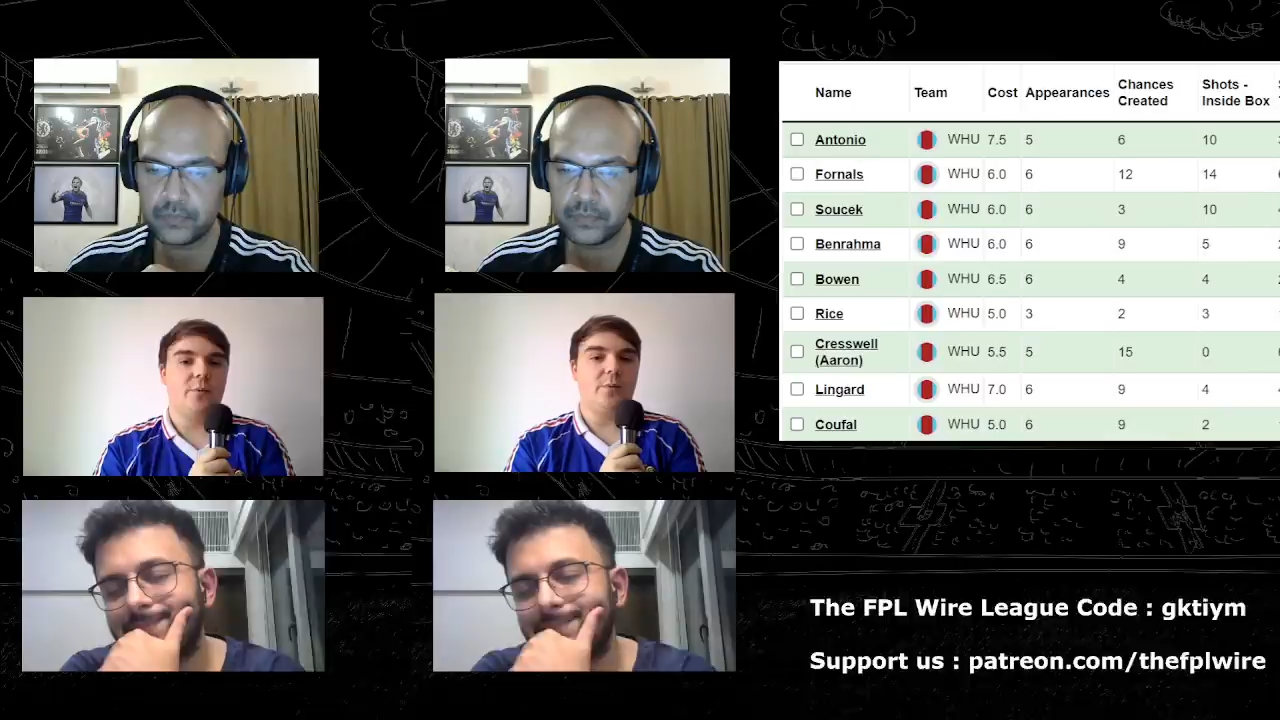 Name Team Cost Appearances Chances Created Shots - Inside Box
Antonio WHU 7.5 5 6 10
Fornals WHU 6.0 6 12 14
Soucek WHU 6.0 6 3 10
Benrahma WHU 6.0 6 9 5
Bowen WHU 6.5 6 4 4
Rice WHU 5.0 3 2 3
Cresswell (Aaron) WHU 5.5 5 15 0
Lingard WHU 7.0 6 9 4
Coufal WHU 5.0 6 9 2
The FPL Wire League Code : gktiym
Support us : patreon.com/thefplwire